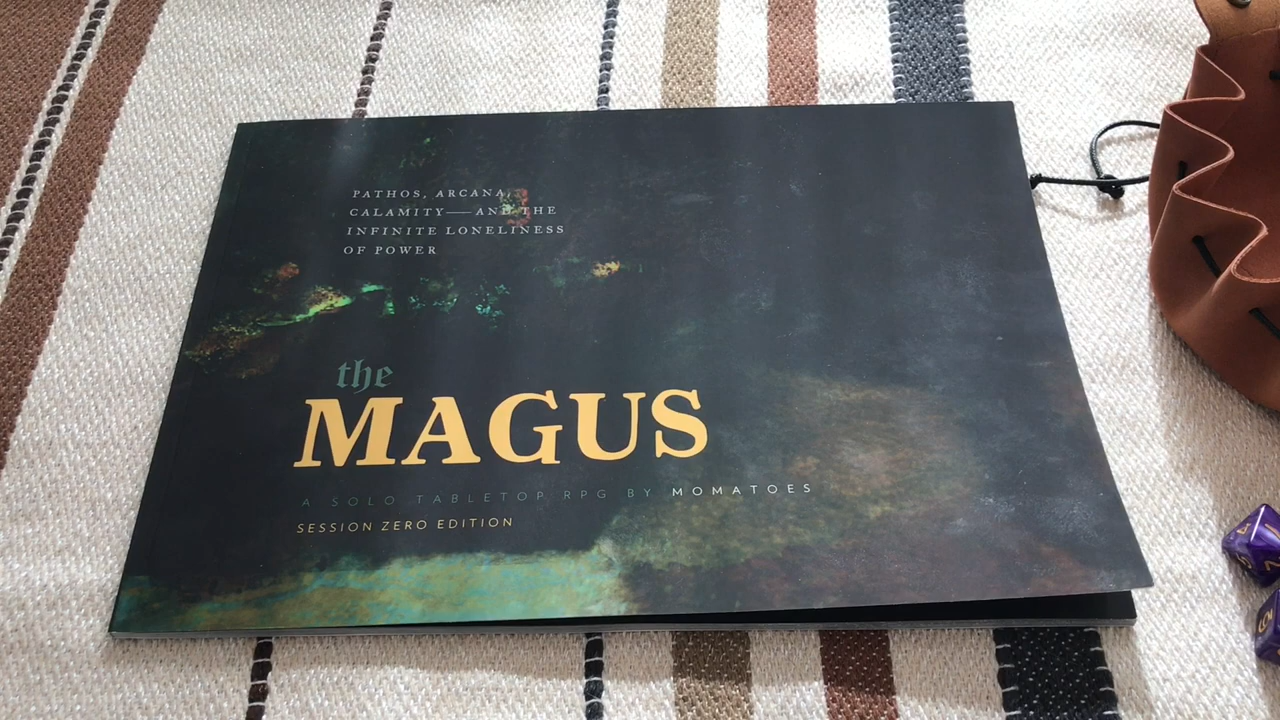 PATHOS, ARCANA,
CALAMITY—AND THE
INFINITE LONELINESS
OF POWER
the
MAGUS
A SOLO TABLETOP RPG BY MOMATOES
SESSION ZERO EDITION